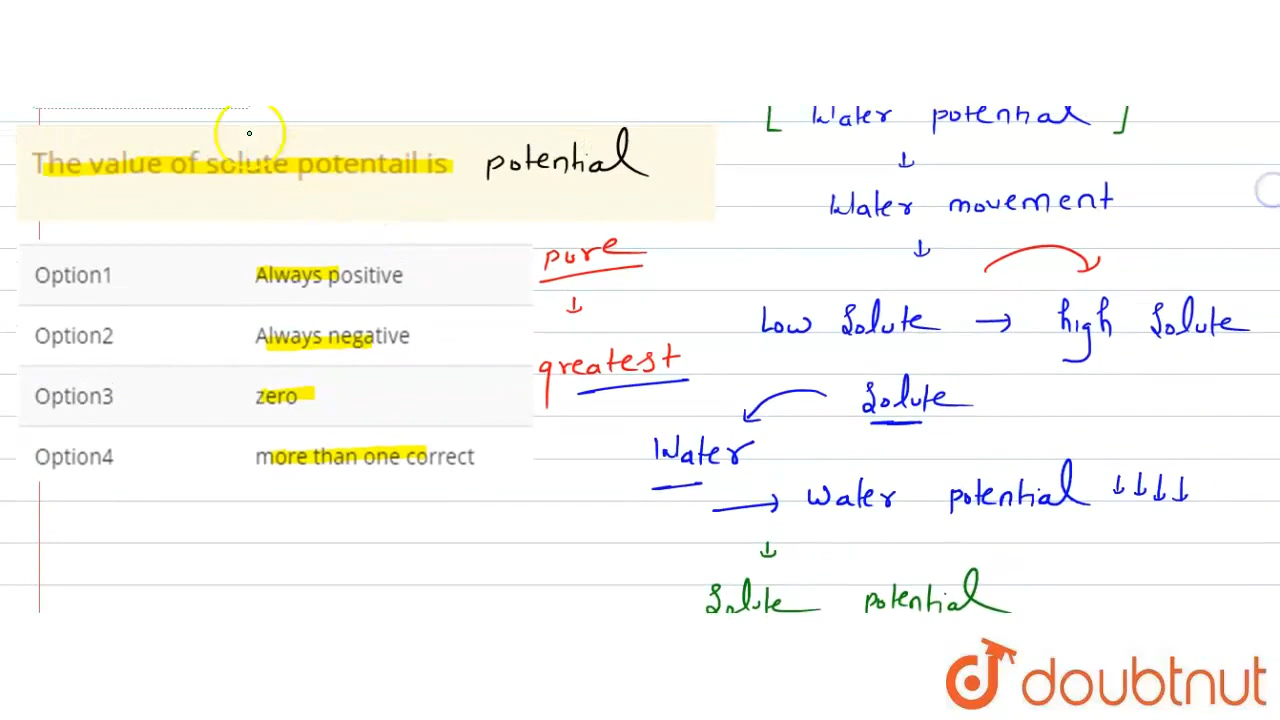 [ Water potential ]
The value of solute potentail is potential
↓
Water movement
Option1 Always positive
pure
↓
↓
Low Solute → high Solute
Option2 Always negative
greatest
Option3 zero
Solute
Water
Option4 more than one correct
→ Water potential ↓↓↓↓
↓
Solute potential
doubtnut